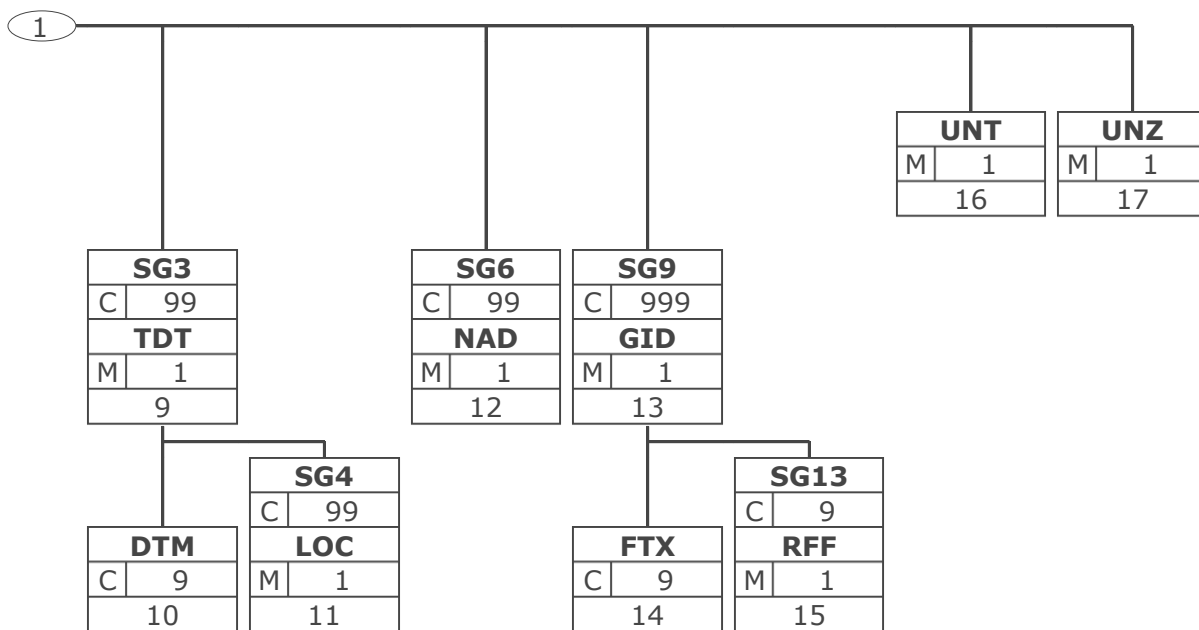 1
UNT
M 1
16
UNZ
M 1
17
SG3
C 99
TDT
M 1
9
SG6
C 99
NAD
M 1
12
SG9
C 999
GID
M 1
13
DTM
C 9
10
SG4
C 99
LOC
M 1
11
FTX
C 9
14
SG13
C 9
RFF
M 1
15